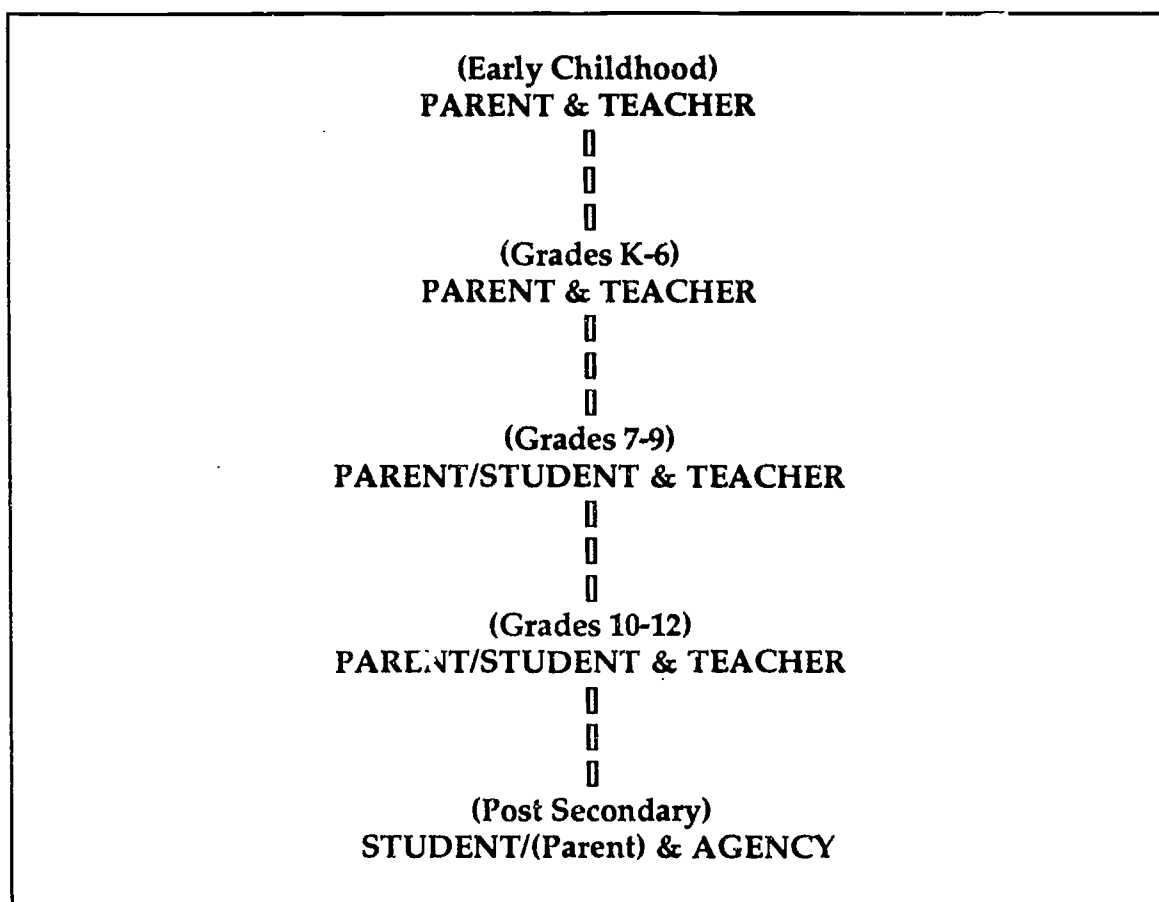 (Early Childhood)
PARENT & TEACHER
(Grades K-6)
PARENT & TEACHER
(Grades 7-9)
PARENT/STUDENT & TEACHER
(Grades 10-12)
PARENT/STUDENT & TEACHER
(Post Secondary)
STUDENT/(Parent) & AGENCY